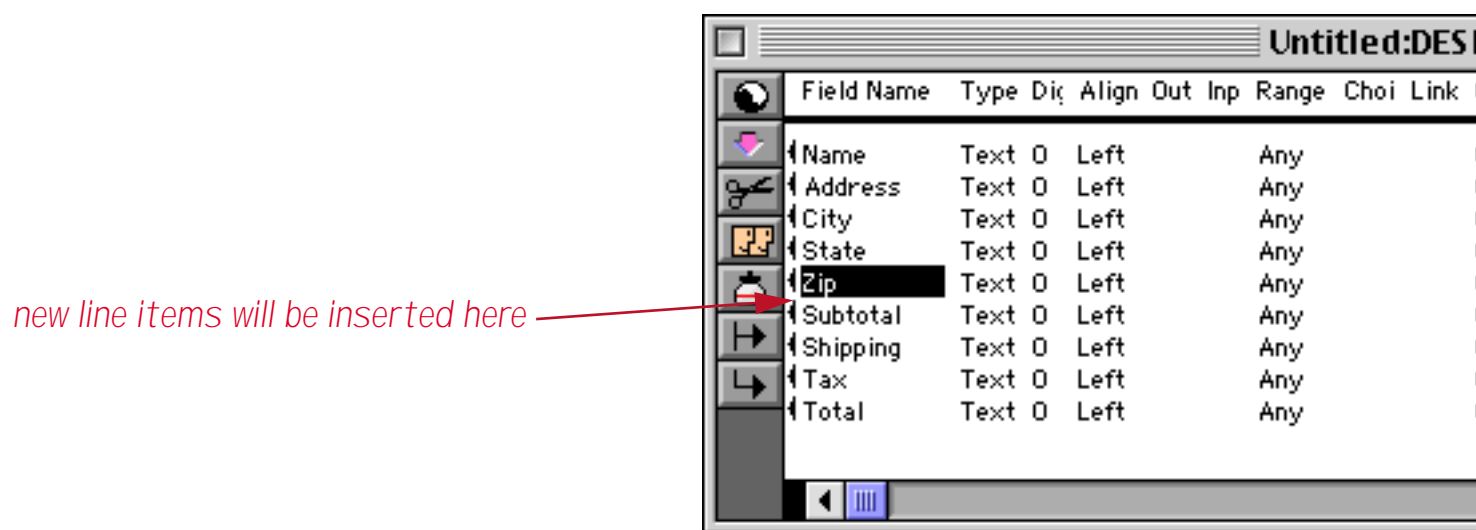 Untitled:DES
Field Name Type Dig Align Out Inp Range Choi Link
Name Text 0 Left Any
Address Text 0 Left Any
City Text 0 Left Any
State Text 0 Left Any
Zip Text 0 Left Any
new line items will be inserted here
Subtotal Text 0 Left Any
Shipping Text 0 Left Any
Tax Text 0 Left Any
Total Text 0 Left Any